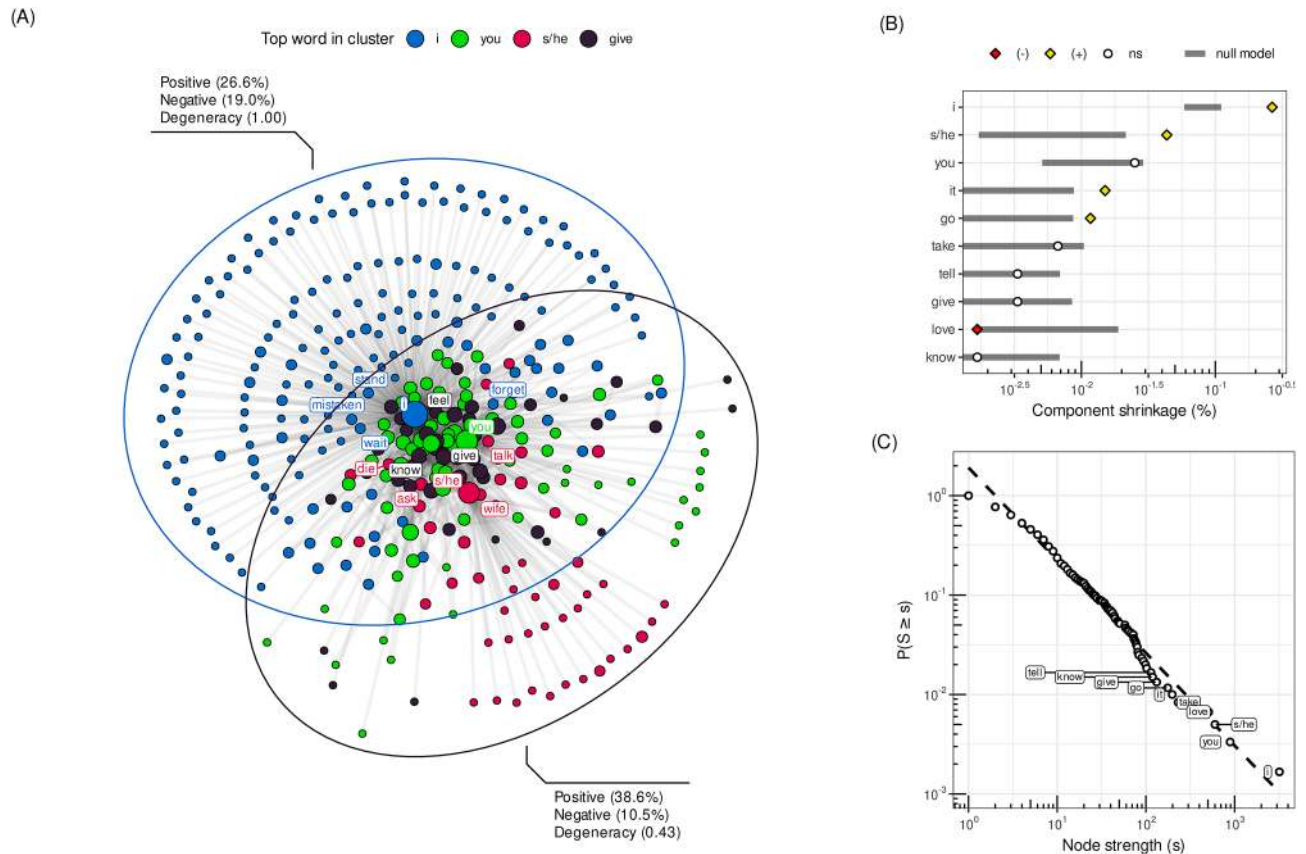 (A)
Top word in cluster i you s/he give
Positive (26.6%)
Negative (19.0%)
Degeneracy (1.00)
stand
forget
mistaken
i
feel
you
wait
die
know
give
talk
s/he
ask
wife
Positive (38.6%)
Negative (10.5%)
Degeneracy (0.43)
(B)
(-) (+) ns null model
i
s/he
you
it
go
take
tell
give
love
know
10^-2.5 10^-2 10^-1.5 10^-1 10^-0.5
Component shrinkage (%)
(C)
P(S ≥ s)
10^0
10^-1
10^-2
10^-3
tell
know
give
go
it
take
love
s/he
you
i
10^0 10^1 10^2 10^3
Node strength (s)